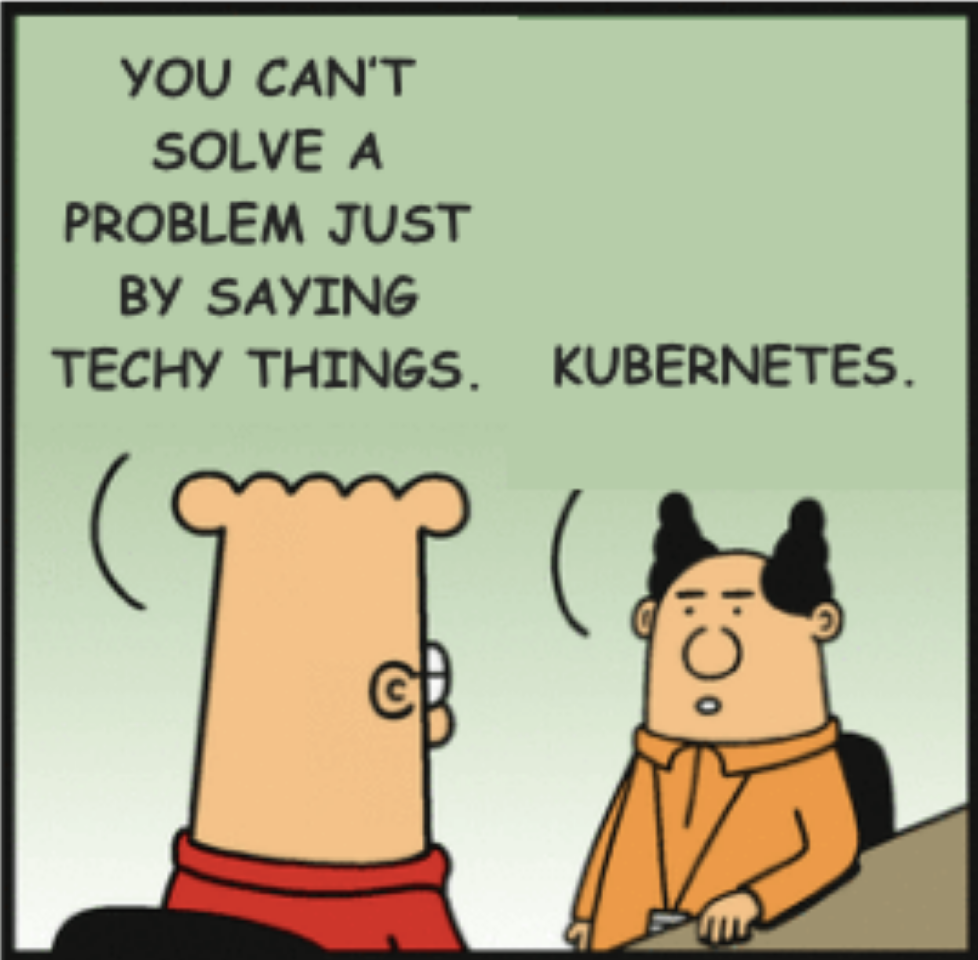 YOU CAN'T
SOLVE A
PROBLEM JUST
BY SAYING
TECHY THINGS.
KUBERNETES.